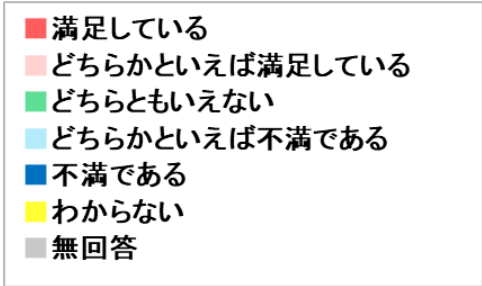 満足している
どちらかといえば満足している
どちらともいえない
どちらかといえば不満である
不満である
わからない
無回答